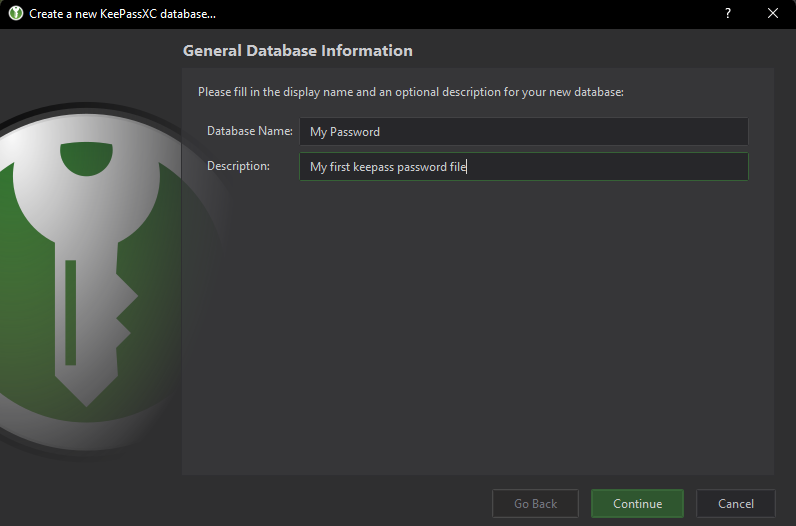 Create a new KeePassXC database...
?
General Database Information
Please fill in the display name and an optional description for your new database:
Database Name: My Password
Description: My first keepass password file
Go Back Continue Cancel